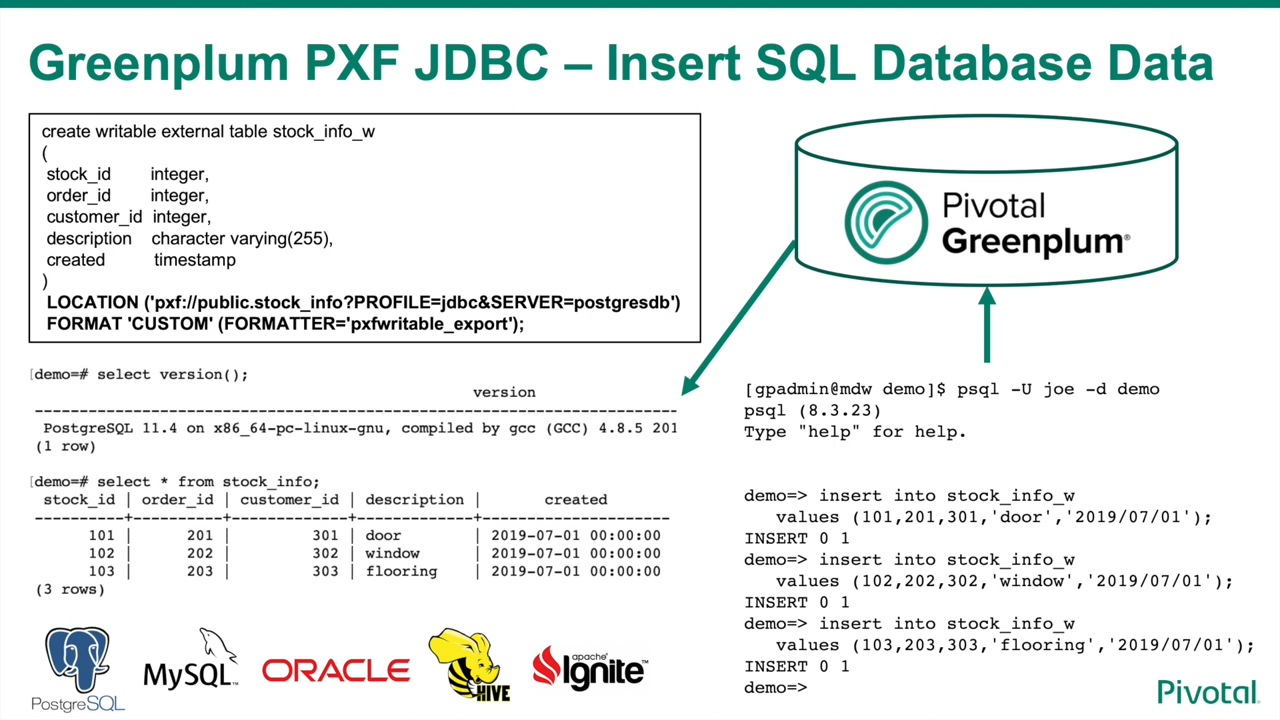 Greenplum PXF JDBC – Insert SQL Database Data
create writable external table stock_info_w
(
stock_id integer,
order_id integer,
customer_id integer,
description character varying(255),
created timestamp
)
LOCATION ('pxf://public.stock_info?PROFILE=jdbc&SERVER=postgresdb')
FORMAT 'CUSTOM' (FORMATTER='pxfwritable_export');
[demo=# select version();
version
--------------------------------------------------------------------------------
PostgreSQL 11.4 on x86_64-pc-linux-gnu, compiled by gcc (GCC) 4.8.5 201
(1 row)
[demo=# select * from stock_info;
stock_id | order_id | customer_id | description | created
----------+----------+-------------+-------------+---------------------
101 | 201 | 301 | door | 2019-07-01 00:00:00
102 | 202 | 302 | window | 2019-07-01 00:00:00
103 | 203 | 303 | flooring | 2019-07-01 00:00:00
(3 rows)
PostgreSQL
MySQL™
ORACLE
HIVE
apache
Ignite™
Pivotal
Greenplum®
[gpadmin@mdw demo]$ psql -U joe -d demo
psql (8.3.23)
Type "help" for help.
demo=> insert into stock_info_w
values (101,201,301,'door','2019/07/01');
INSERT 0 1
demo=> insert into stock_info_w
values (102,202,302,'window','2019/07/01');
INSERT 0 1
demo=> insert into stock_info_w
values (103,203,303,'flooring','2019/07/01');
INSERT 0 1
demo=>
Pivotal